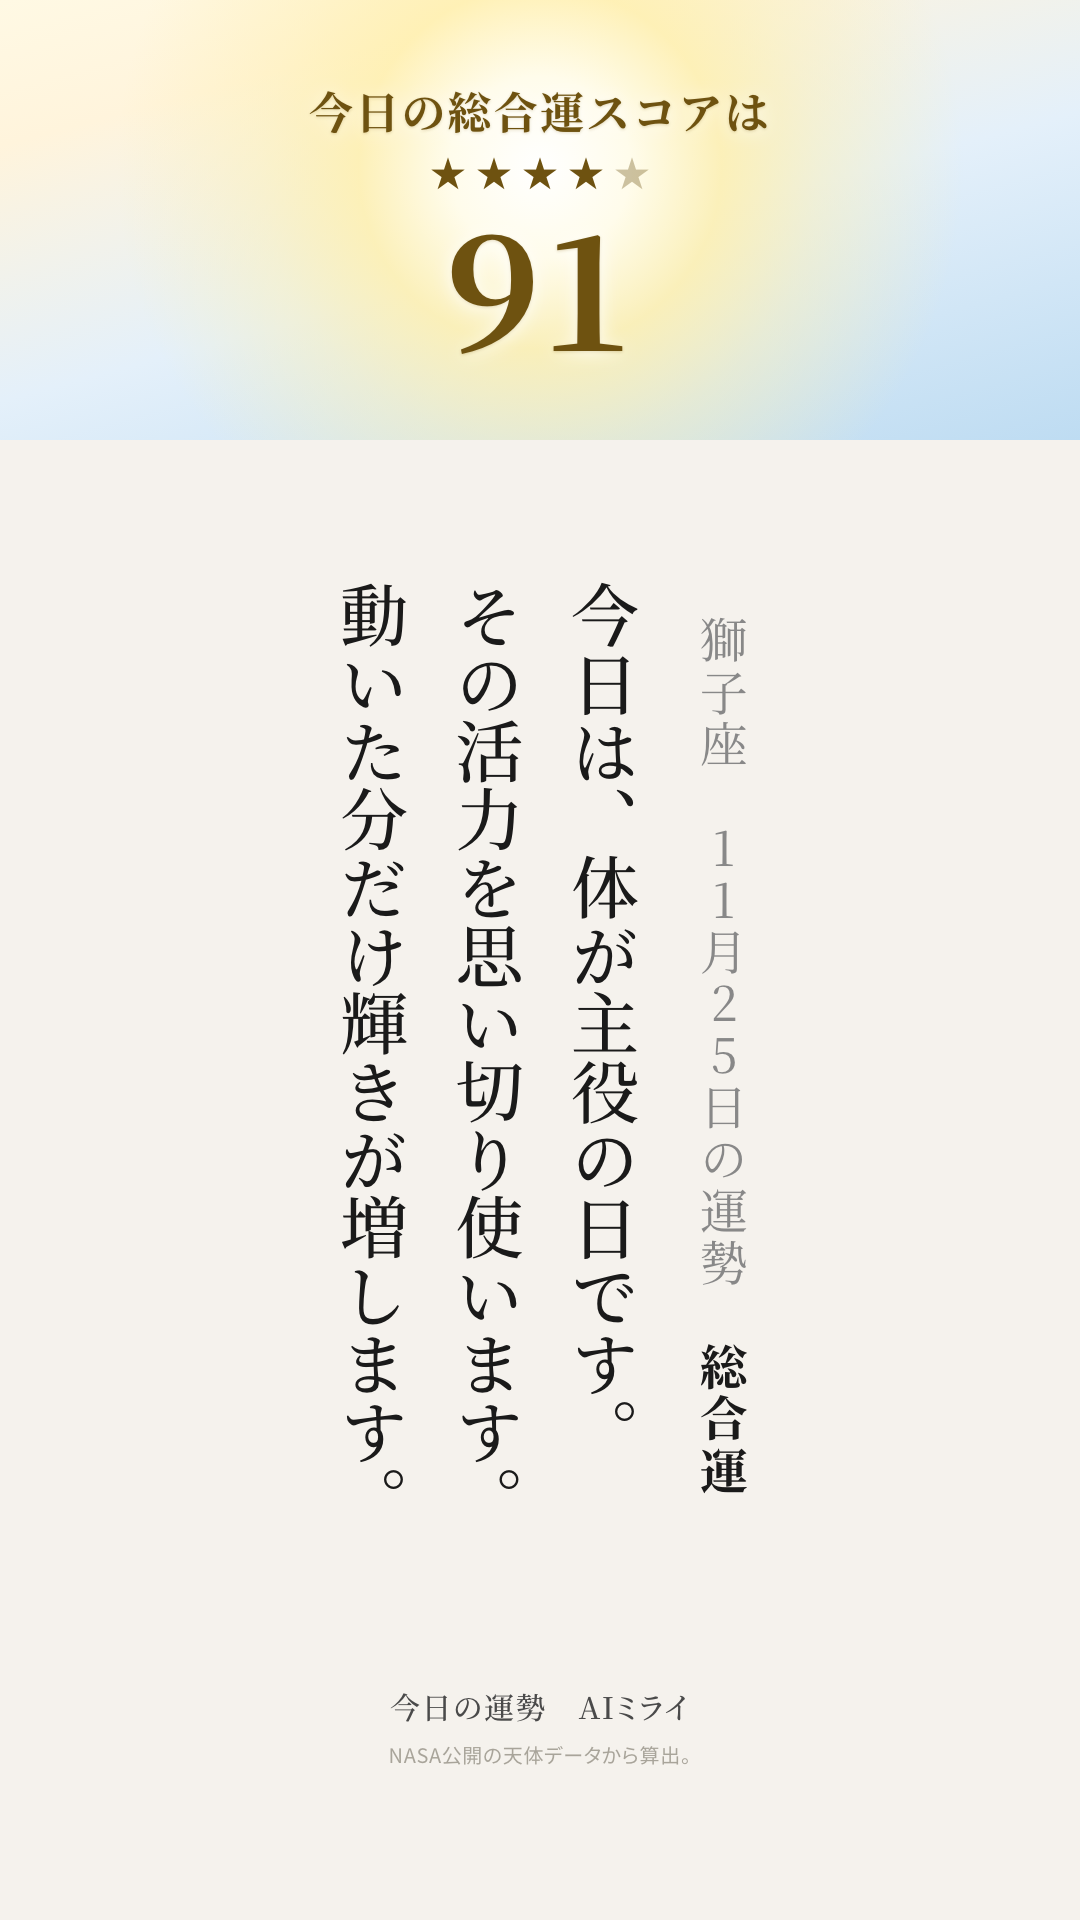 今日の総合運スコアは
★★★★★
91
獅子座　11月25日の運勢　総合運
今日は、体が主役の日です。
その活力を思い切り使います。
動いた分だけ輝きが増します。
今日の運勢　AIミライ
NASA公開の天体データから算出。